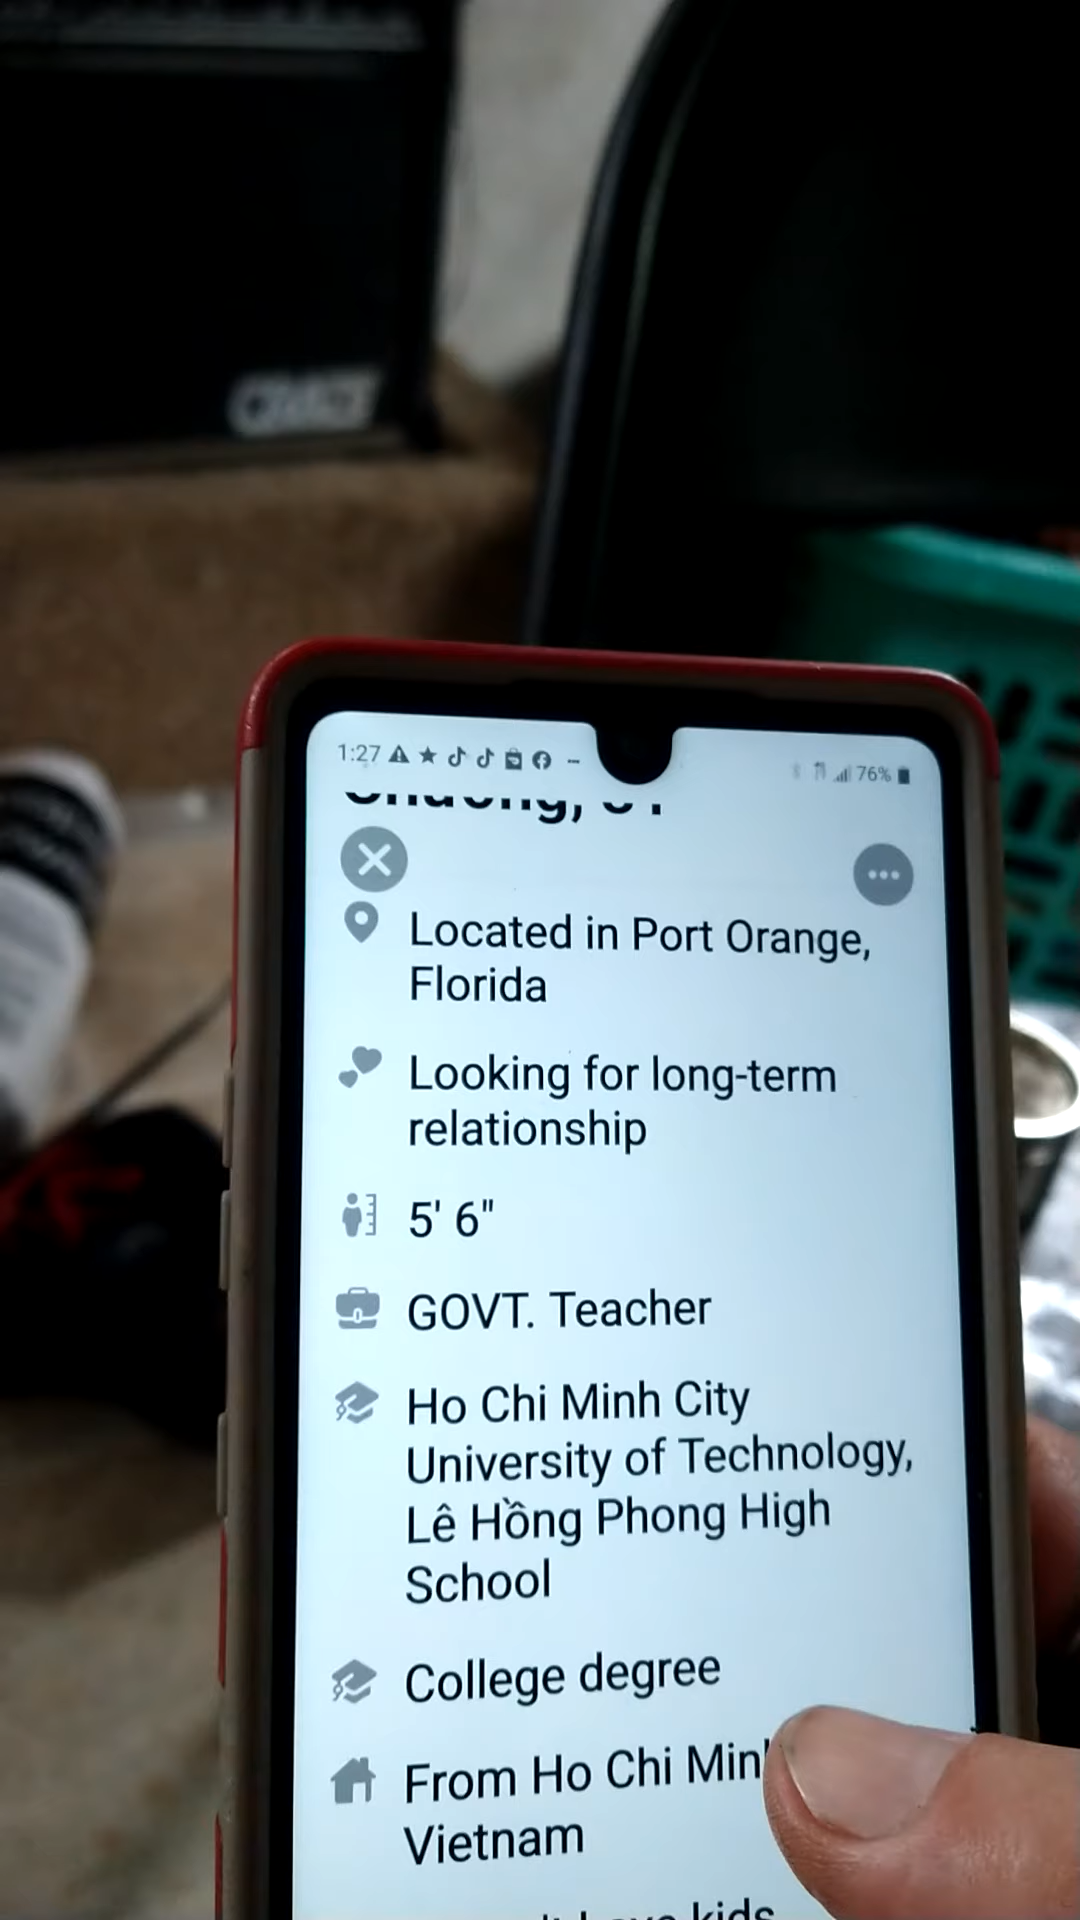 1:27
76%
Located in Port Orange,
Florida
Looking for long-term
relationship
5' 6"
GOVT. Teacher
Ho Chi Minh City
University of Technology,
Lê Hồng Phong High
School
College degree
From Ho Chi
Vietnam
kids